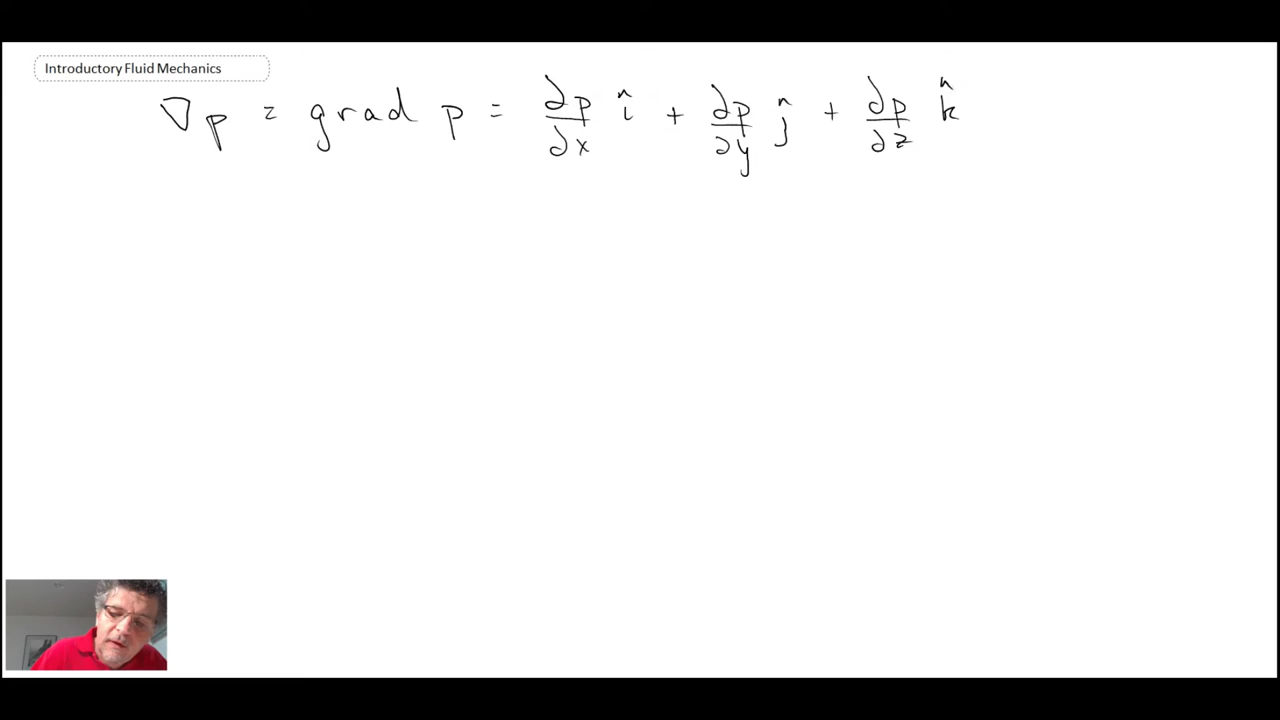 Introductory Fluid Mechanics
∇p = grad p = ∂p/∂x î + ∂p/∂y ĵ + ∂p/∂z k̂